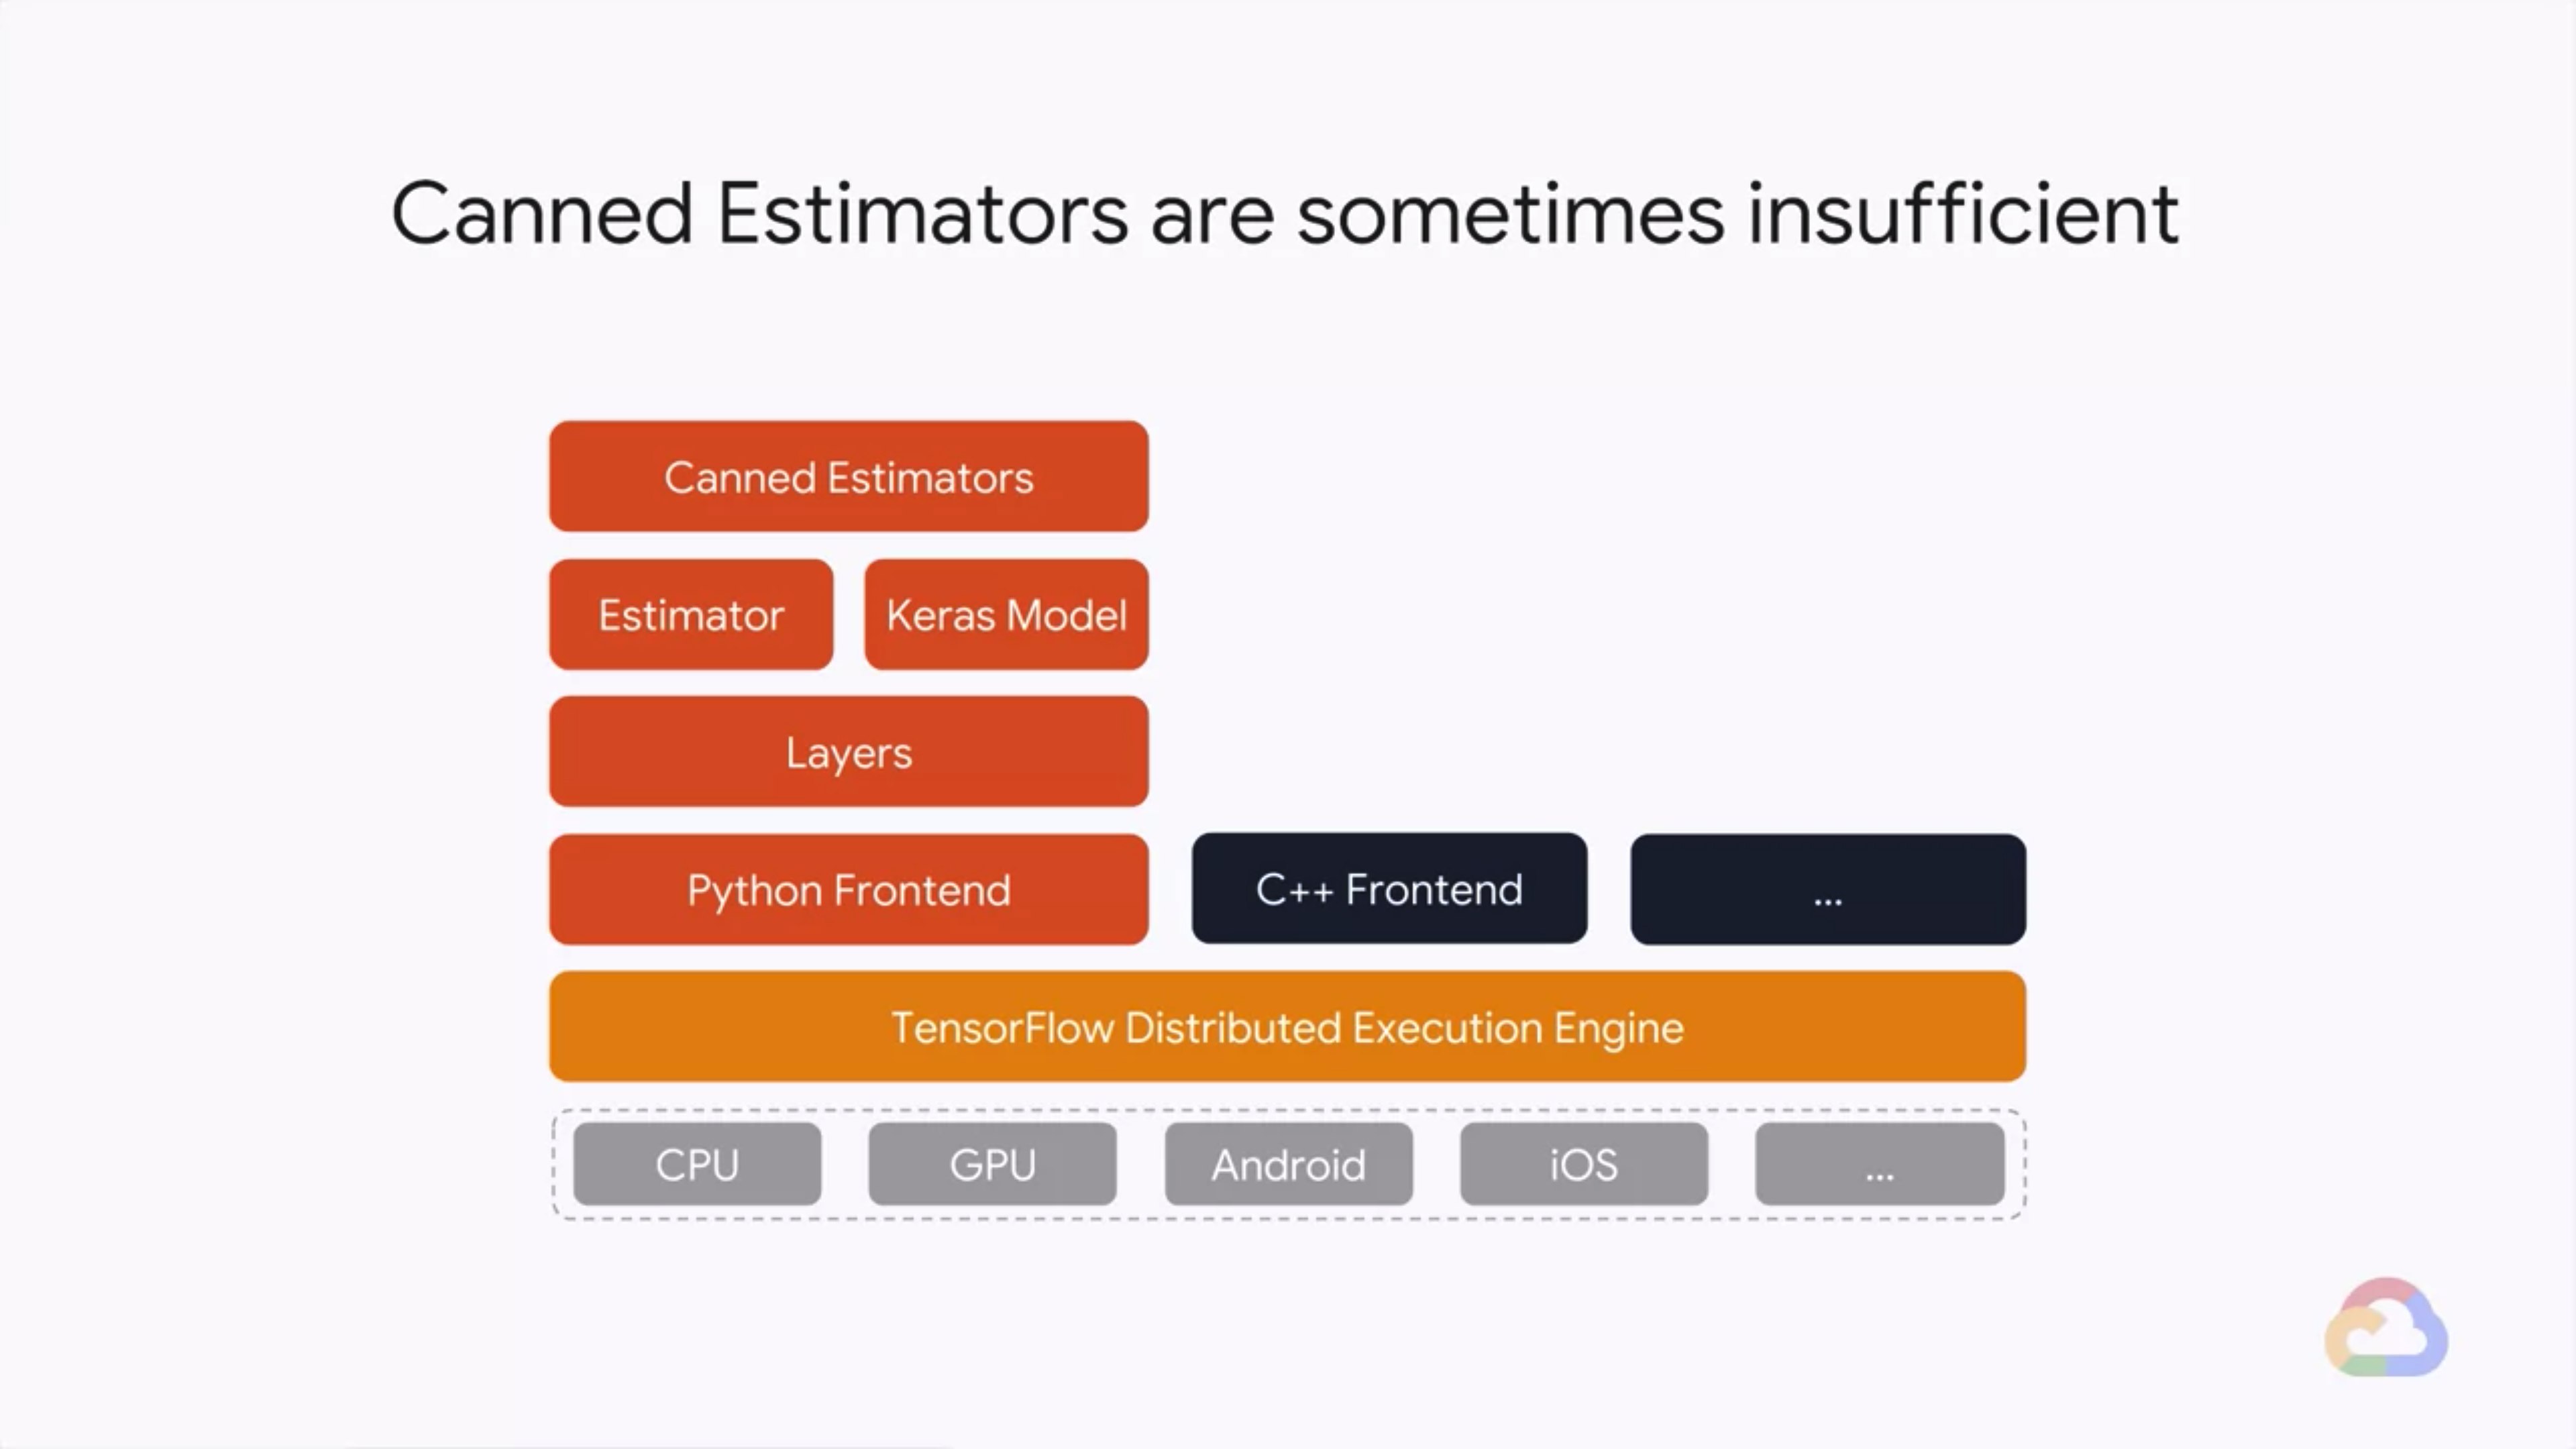 Canned Estimators are sometimes insufficient
Canned Estimators
Estimator
Keras Model
Layers
Python Frontend
C++ Frontend
...
TensorFlow Distributed Execution Engine
CPU
GPU
Android
iOS
...